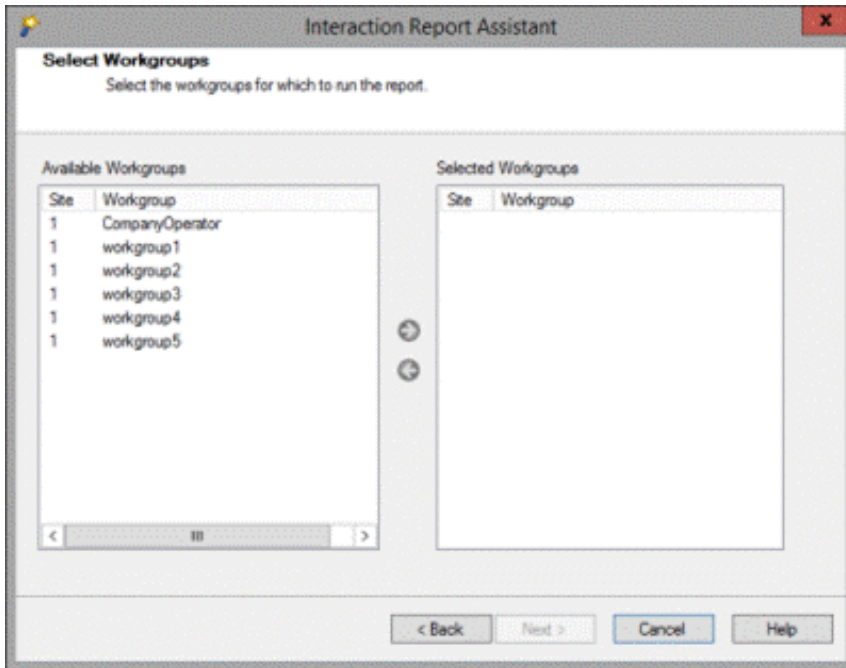 Interaction Report Assistant
x
Select Workgroups
Select the workgroups for which to run the report.
Available Workgroups
Selected Workgroups
Site Workgroup
Site Workgroup
1 CompanyOperator
1 workgroup1
1 workgroup2
1 workgroup3
1 workgroup4
1 workgroup5
< Back
Next >
Cancel
Help